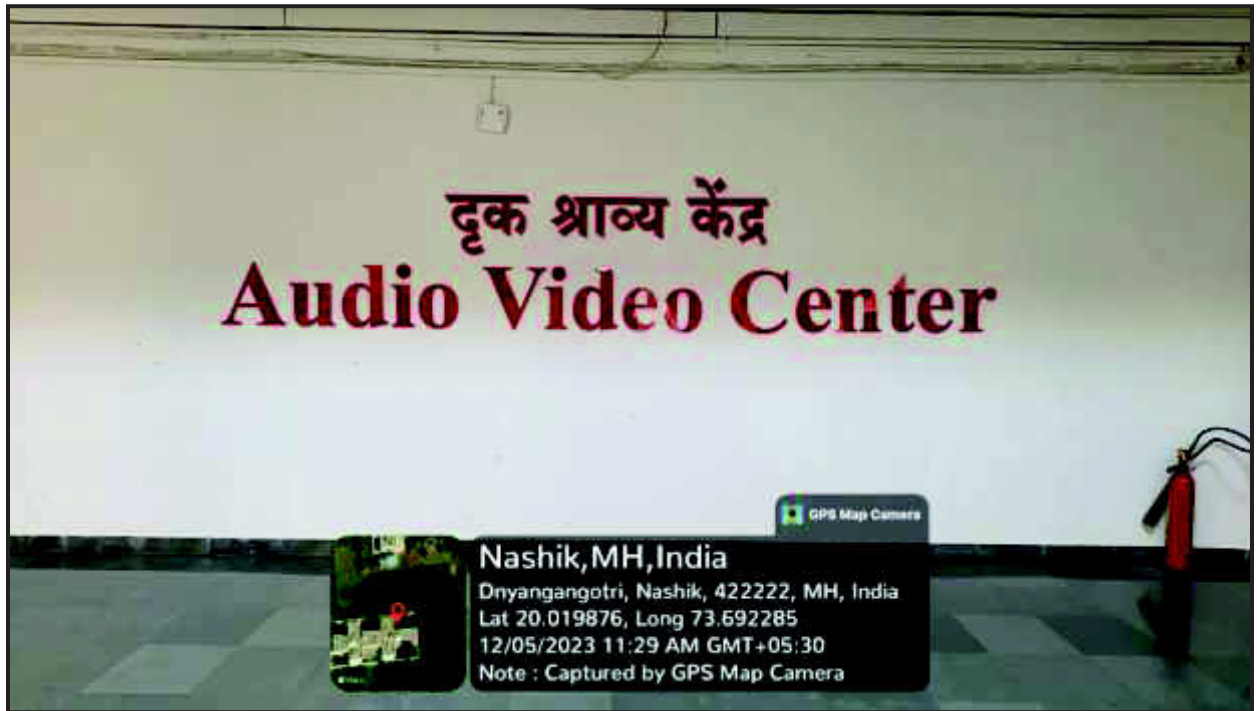 दृक श्राव्य केंद्र
Audio Video Center
GPS Map Camera
Nashik,MH,India
Dnyangangotri, Nashik, 422222, MH, India
Lat 20.019876, Long 73.692285
12/05/2023 11:29 AM GMT+05:30
Note : Captured by GPS Map Camera